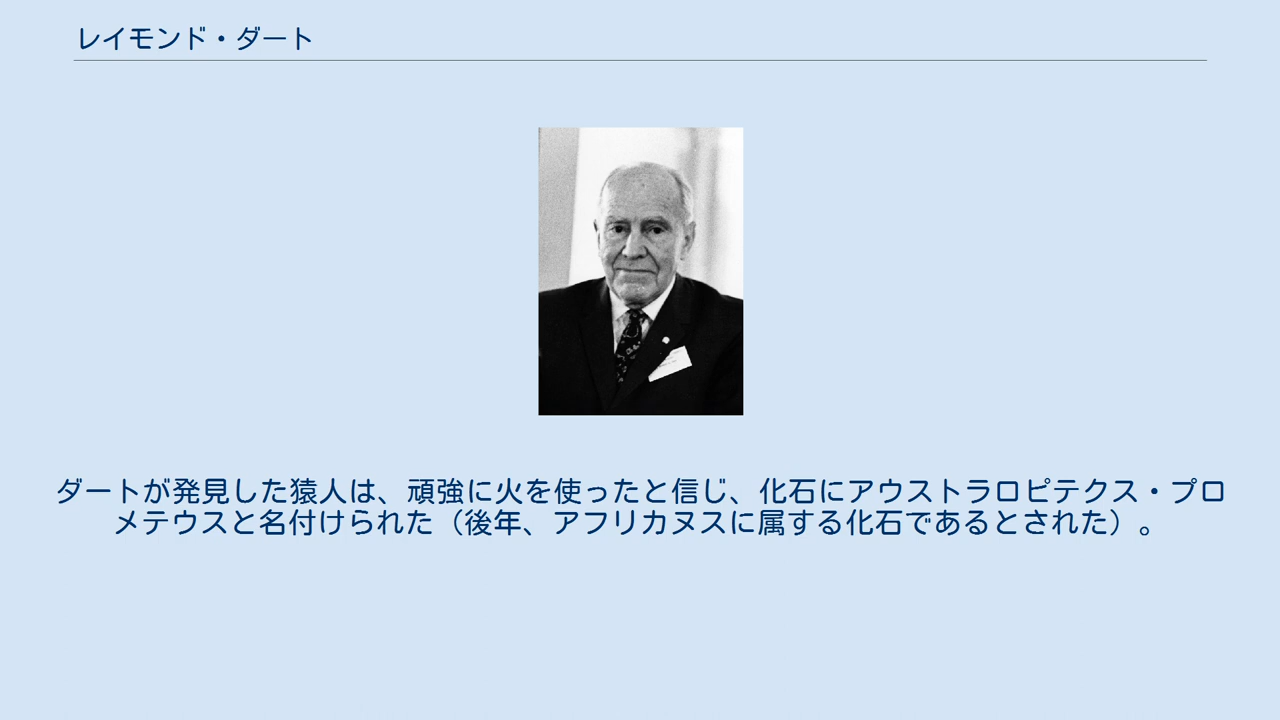 レイモンド・ダート
ダートが発見した猿人は、頑強に火を使ったと信じ、化石にアウストラロピテクス・プロ
メテウスと名付けられた（後年、アフリカヌスに属する化石であるとされた）。